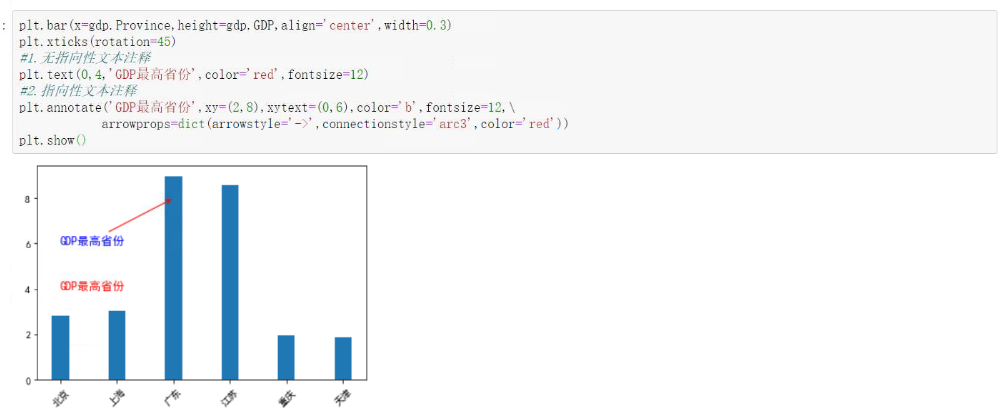 :
plt.bar(x=gdp.Province,height=gdp.GDP,align='center',width=0.3)
plt.xticks(rotation=45)
#1.无指向性文本注释
plt.text(0,4,'GDP最高省份',color='red',fontsize=12)
#2.指向性文本注释
plt.annotate('GDP最高省份',xy=(2,8),xytext=(0,6),color='b',fontsize=12,\
arrowprops=dict(arrowstyle='->',connectionstyle='arc3',color='red'))
plt.show()
8
6
GDP最高省份
4
GDP最高省份
2
0
北京 上海 广东 江苏 重庆 天津